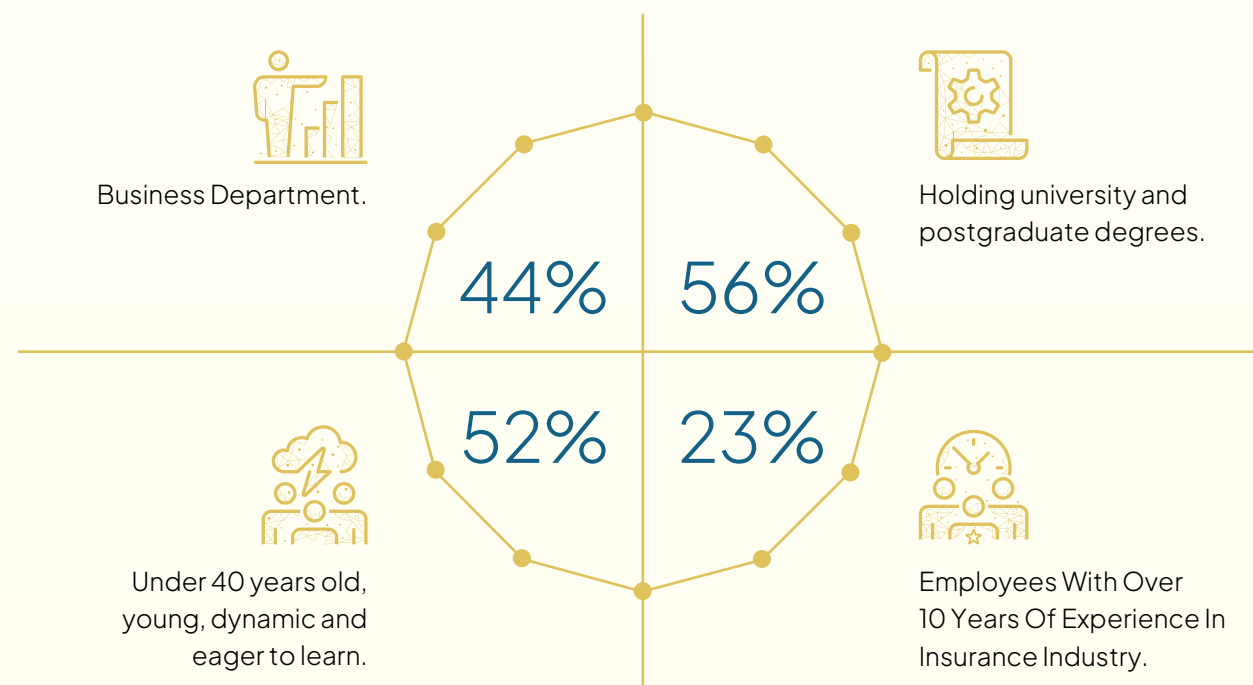 Business Department.
44%
Holding university and
postgraduate degrees.
56%
Under 40 years old,
young, dynamic and
eager to learn.
52%
Employees With Over
10 Years Of Experience In
Insurance Industry.
23%